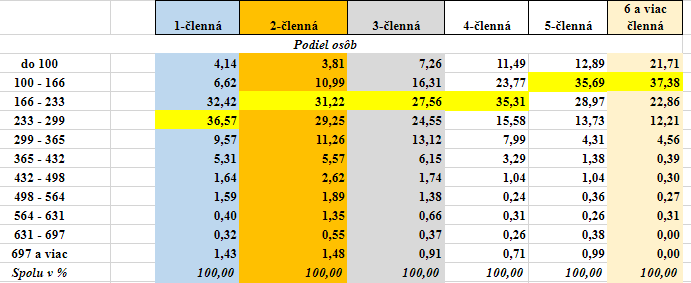 1-členná 2-členná 3-členná 4-členná 5-členná 6 a viac členná
Podiel osôb
do 100 4,14 3,81 7,26 11,49 12,89 21,71
100 - 166 6,62 10,99 16,31 23,77 35,69 37,38
166 - 233 32,42 31,22 27,56 35,31 28,97 22,86
233 - 299 36,57 29,25 24,55 15,58 13,73 12,21
299 - 365 9,57 11,26 13,12 7,99 4,31 4,56
365 - 432 5,31 5,57 6,15 3,29 1,38 0,39
432 - 498 1,64 2,62 1,74 1,04 1,04 0,30
498 - 564 1,59 1,89 1,38 0,24 0,36 0,27
564 - 631 0,40 1,35 0,66 0,31 0,26 0,31
631 - 697 0,32 0,55 0,37 0,26 0,38 0,00
697 a viac 1,43 1,48 0,91 0,71 0,99 0,00
Spolu v % 100,00 100,00 100,00 100,00 100,00 100,00